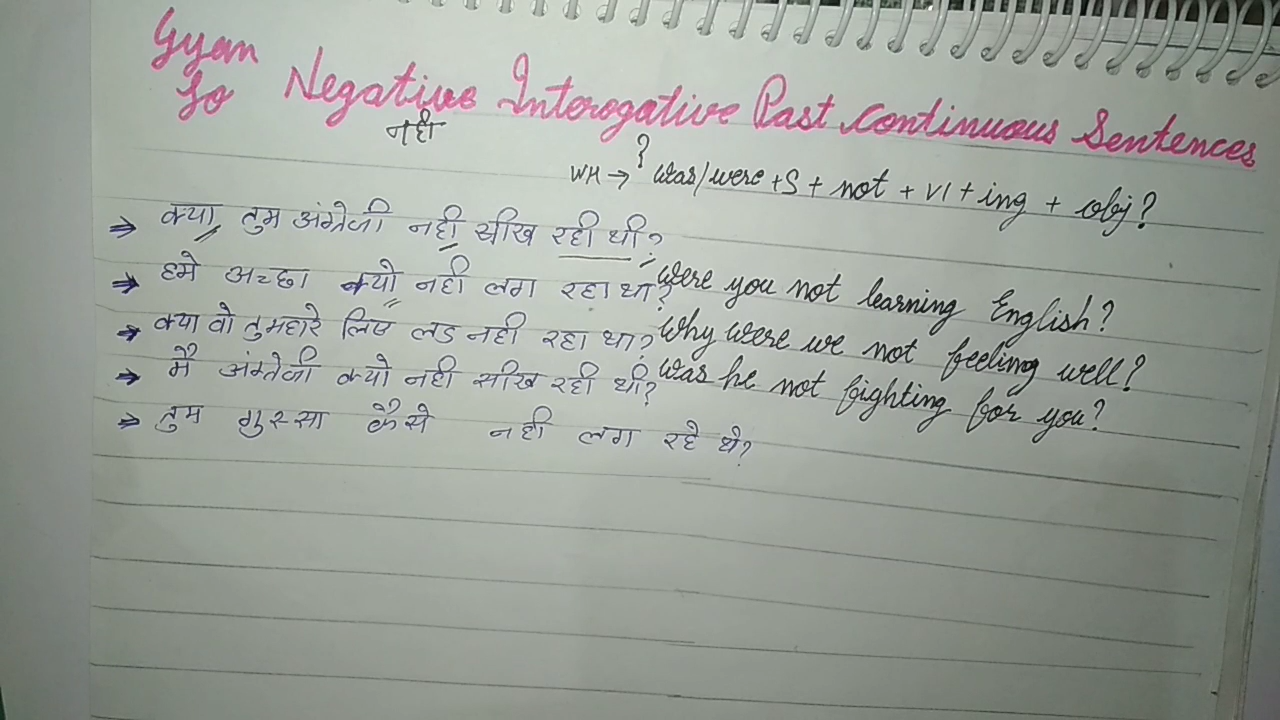 Gyan
Jo Negative Interogative Past Continuous Sentences
नही
WH → ? was/were + S + not + V1 + ing + obj?
⇒ क्या तुम अंग्रेजी नही सीख रही थी? Were you not learning English?
⇒ हमे अच्छा क्यो नही लग रहा था? Why were we not feeling well?
⇒ क्या वो तुमहारे लिए लड नही रहा था? Was he not fighting for you?
⇒ मै अंग्रेजी क्यो नही सीख रही थी?
⇒ तुम गुस्सा कैसे नही लग रहे थे?